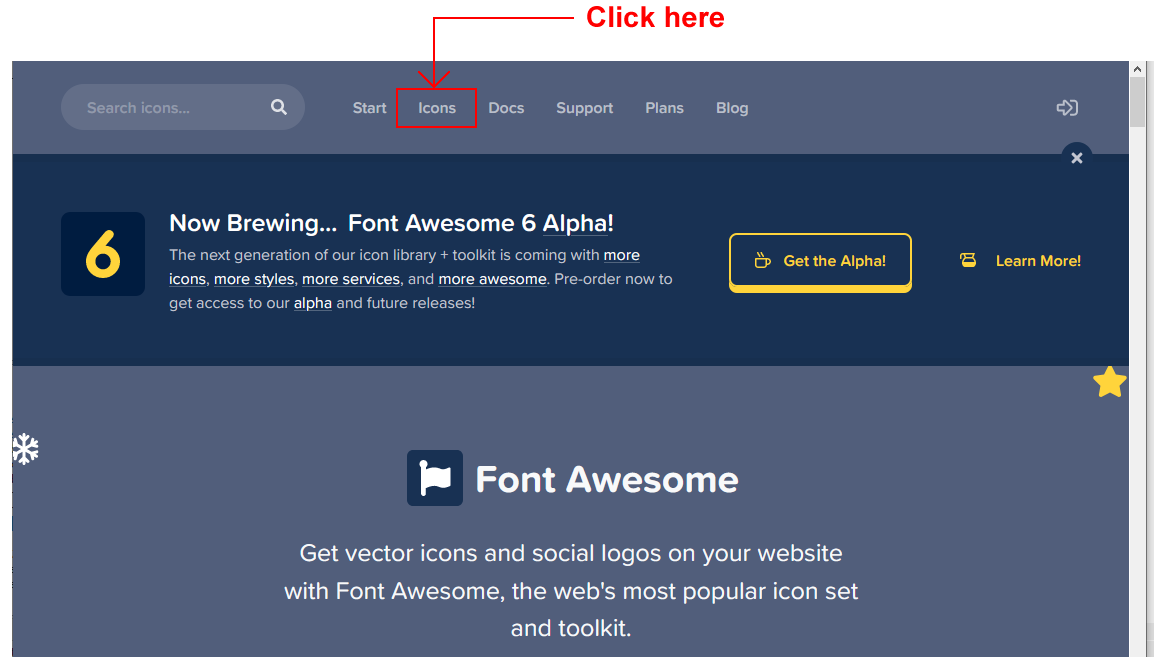 Click here
Search icons...
Start Icons Docs Support Plans Blog
6
Now Brewing... Font Awesome 6 Alpha!
The next generation of our icon library + toolkit is coming with more
icons, more styles, more services, and more awesome. Pre-order now to
get access to our alpha and future releases!
Get the Alpha!
Learn More!
Font Awesome
Get vector icons and social logos on your website
with Font Awesome, the web's most popular icon set
and toolkit.